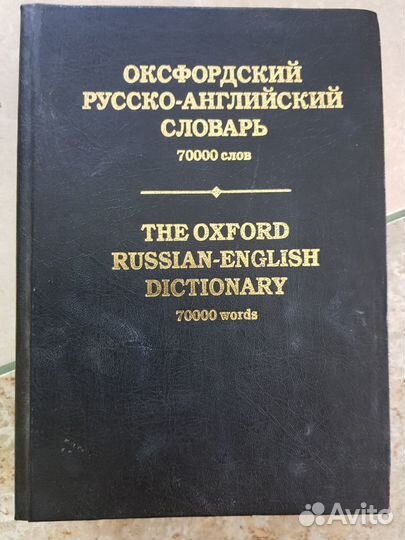 ОКСФОРДСКИЙ
РУССКО-АНГЛИЙСКИЙ
СЛОВАРЬ
70000 слов
THE OXFORD
RUSSIAN-ENGLISH
DICTIONARY
70000 words
Avito